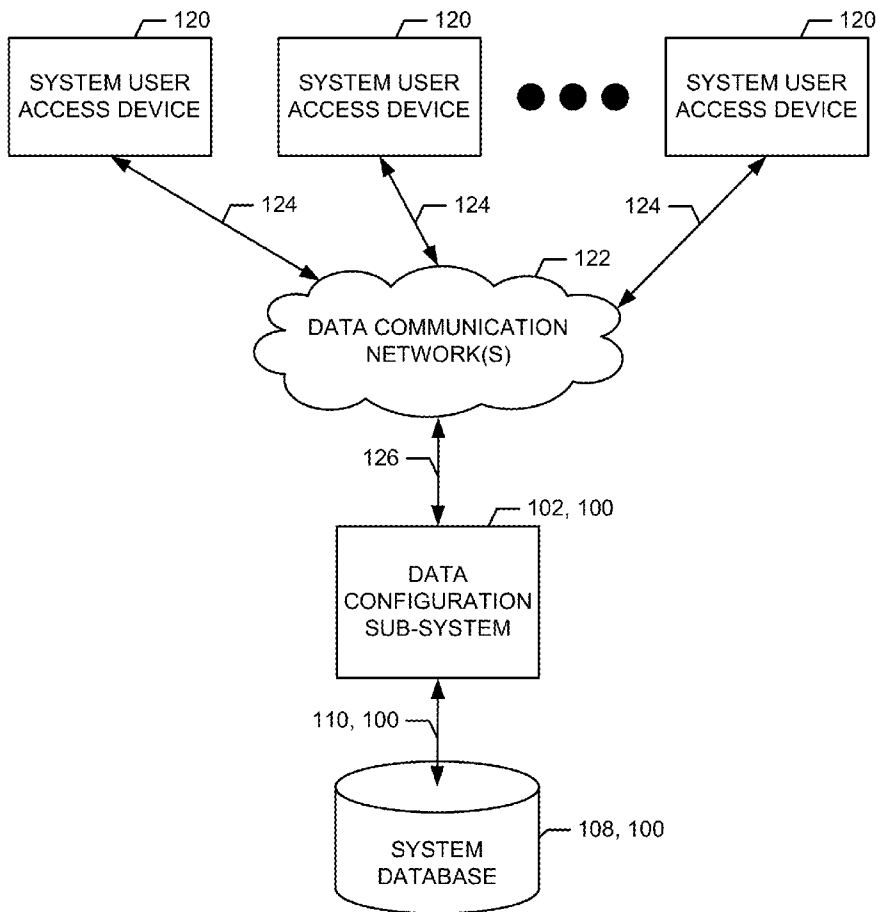 120
120
120
SYSTEM USER
ACCESS DEVICE
SYSTEM USER
ACCESS DEVICE
SYSTEM USER
ACCESS DEVICE
124
124
124
122
DATA COMMUNICATION
NETWORK(S)
126
102, 100
DATA
CONFIGURATION
SUB-SYSTEM
110, 100
108, 100
SYSTEM
DATABASE